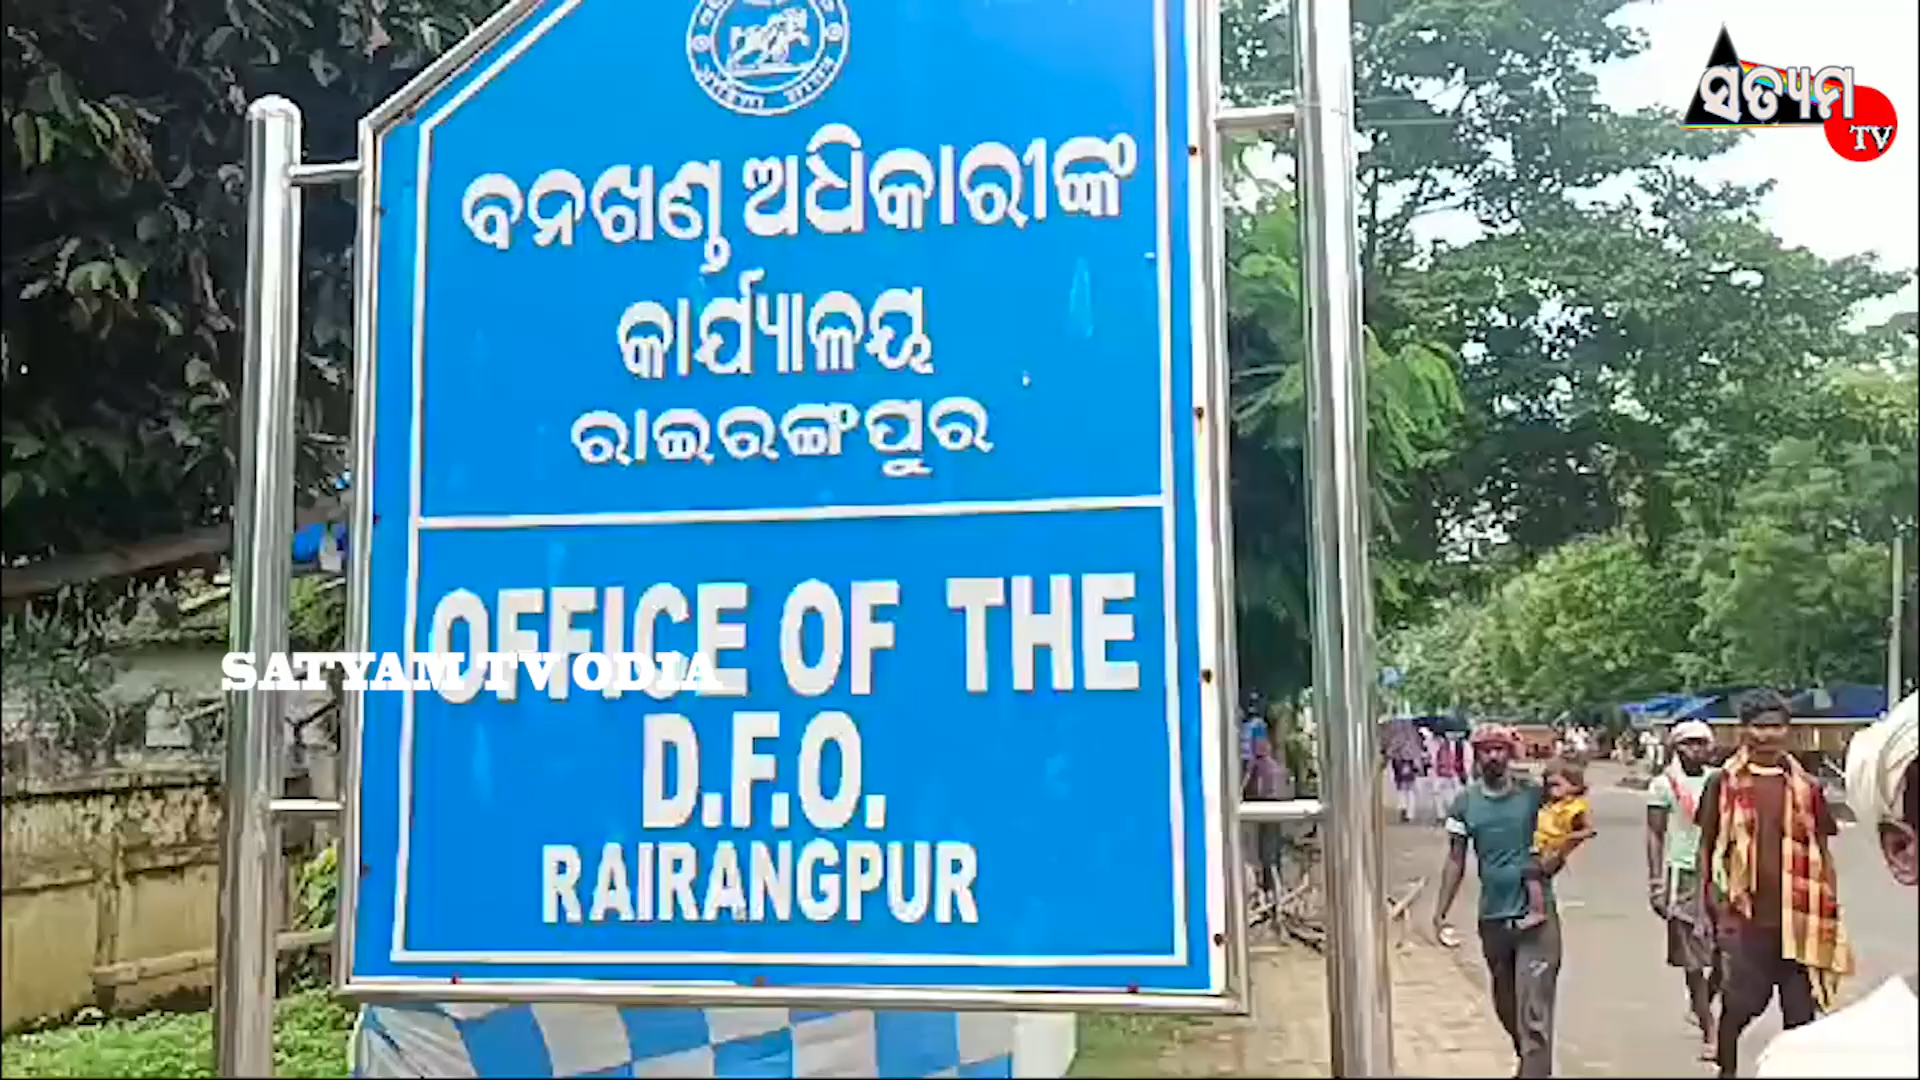 ସତ୍ୟମ
TV
ବନଖଣ୍ଡ ଅଧିକାରୀଙ୍କ
କାର୍ଯ୍ୟାଳୟ
ରାଇରଙ୍ଗପୁର
OFFICE OF THE
SATYAM TV ODIA
D.F.O.
RAIRANGPUR